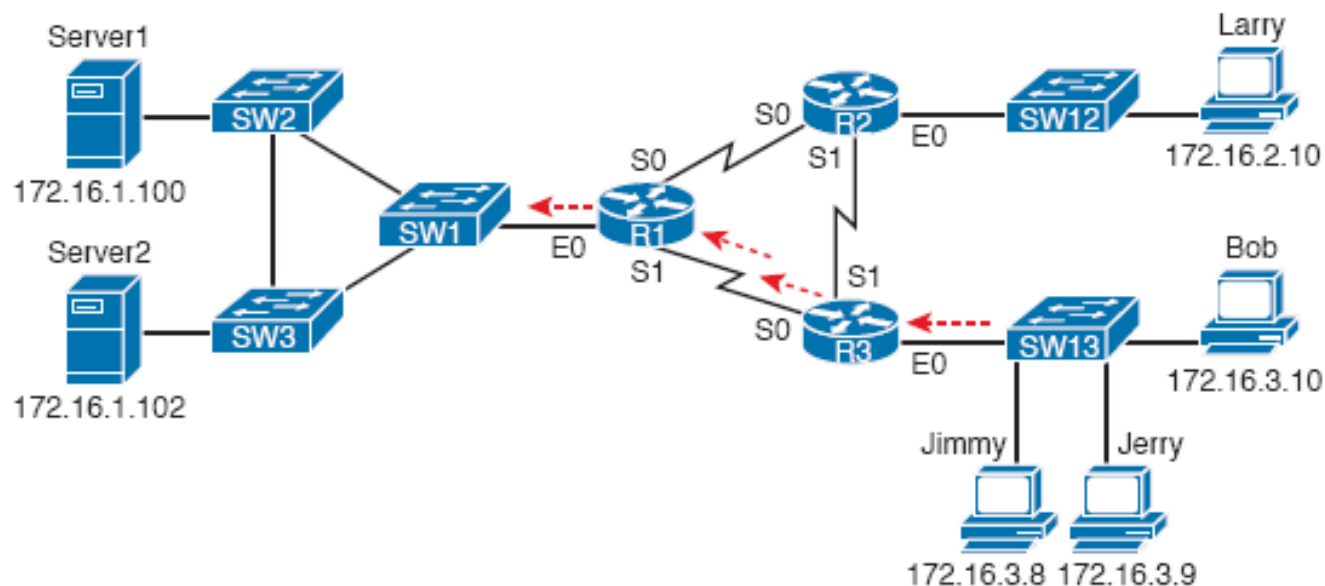 Server1
SW2
172.16.1.100
Server2
SW3
172.16.1.102
SW1
E0
R1
S0
S1
S0
R2
S1
E0
SW12
Larry
172.16.2.10
S1
S0
R3
E0
SW13
Bob
172.16.3.10
Jimmy
172.16.3.8
Jerry
172.16.3.9